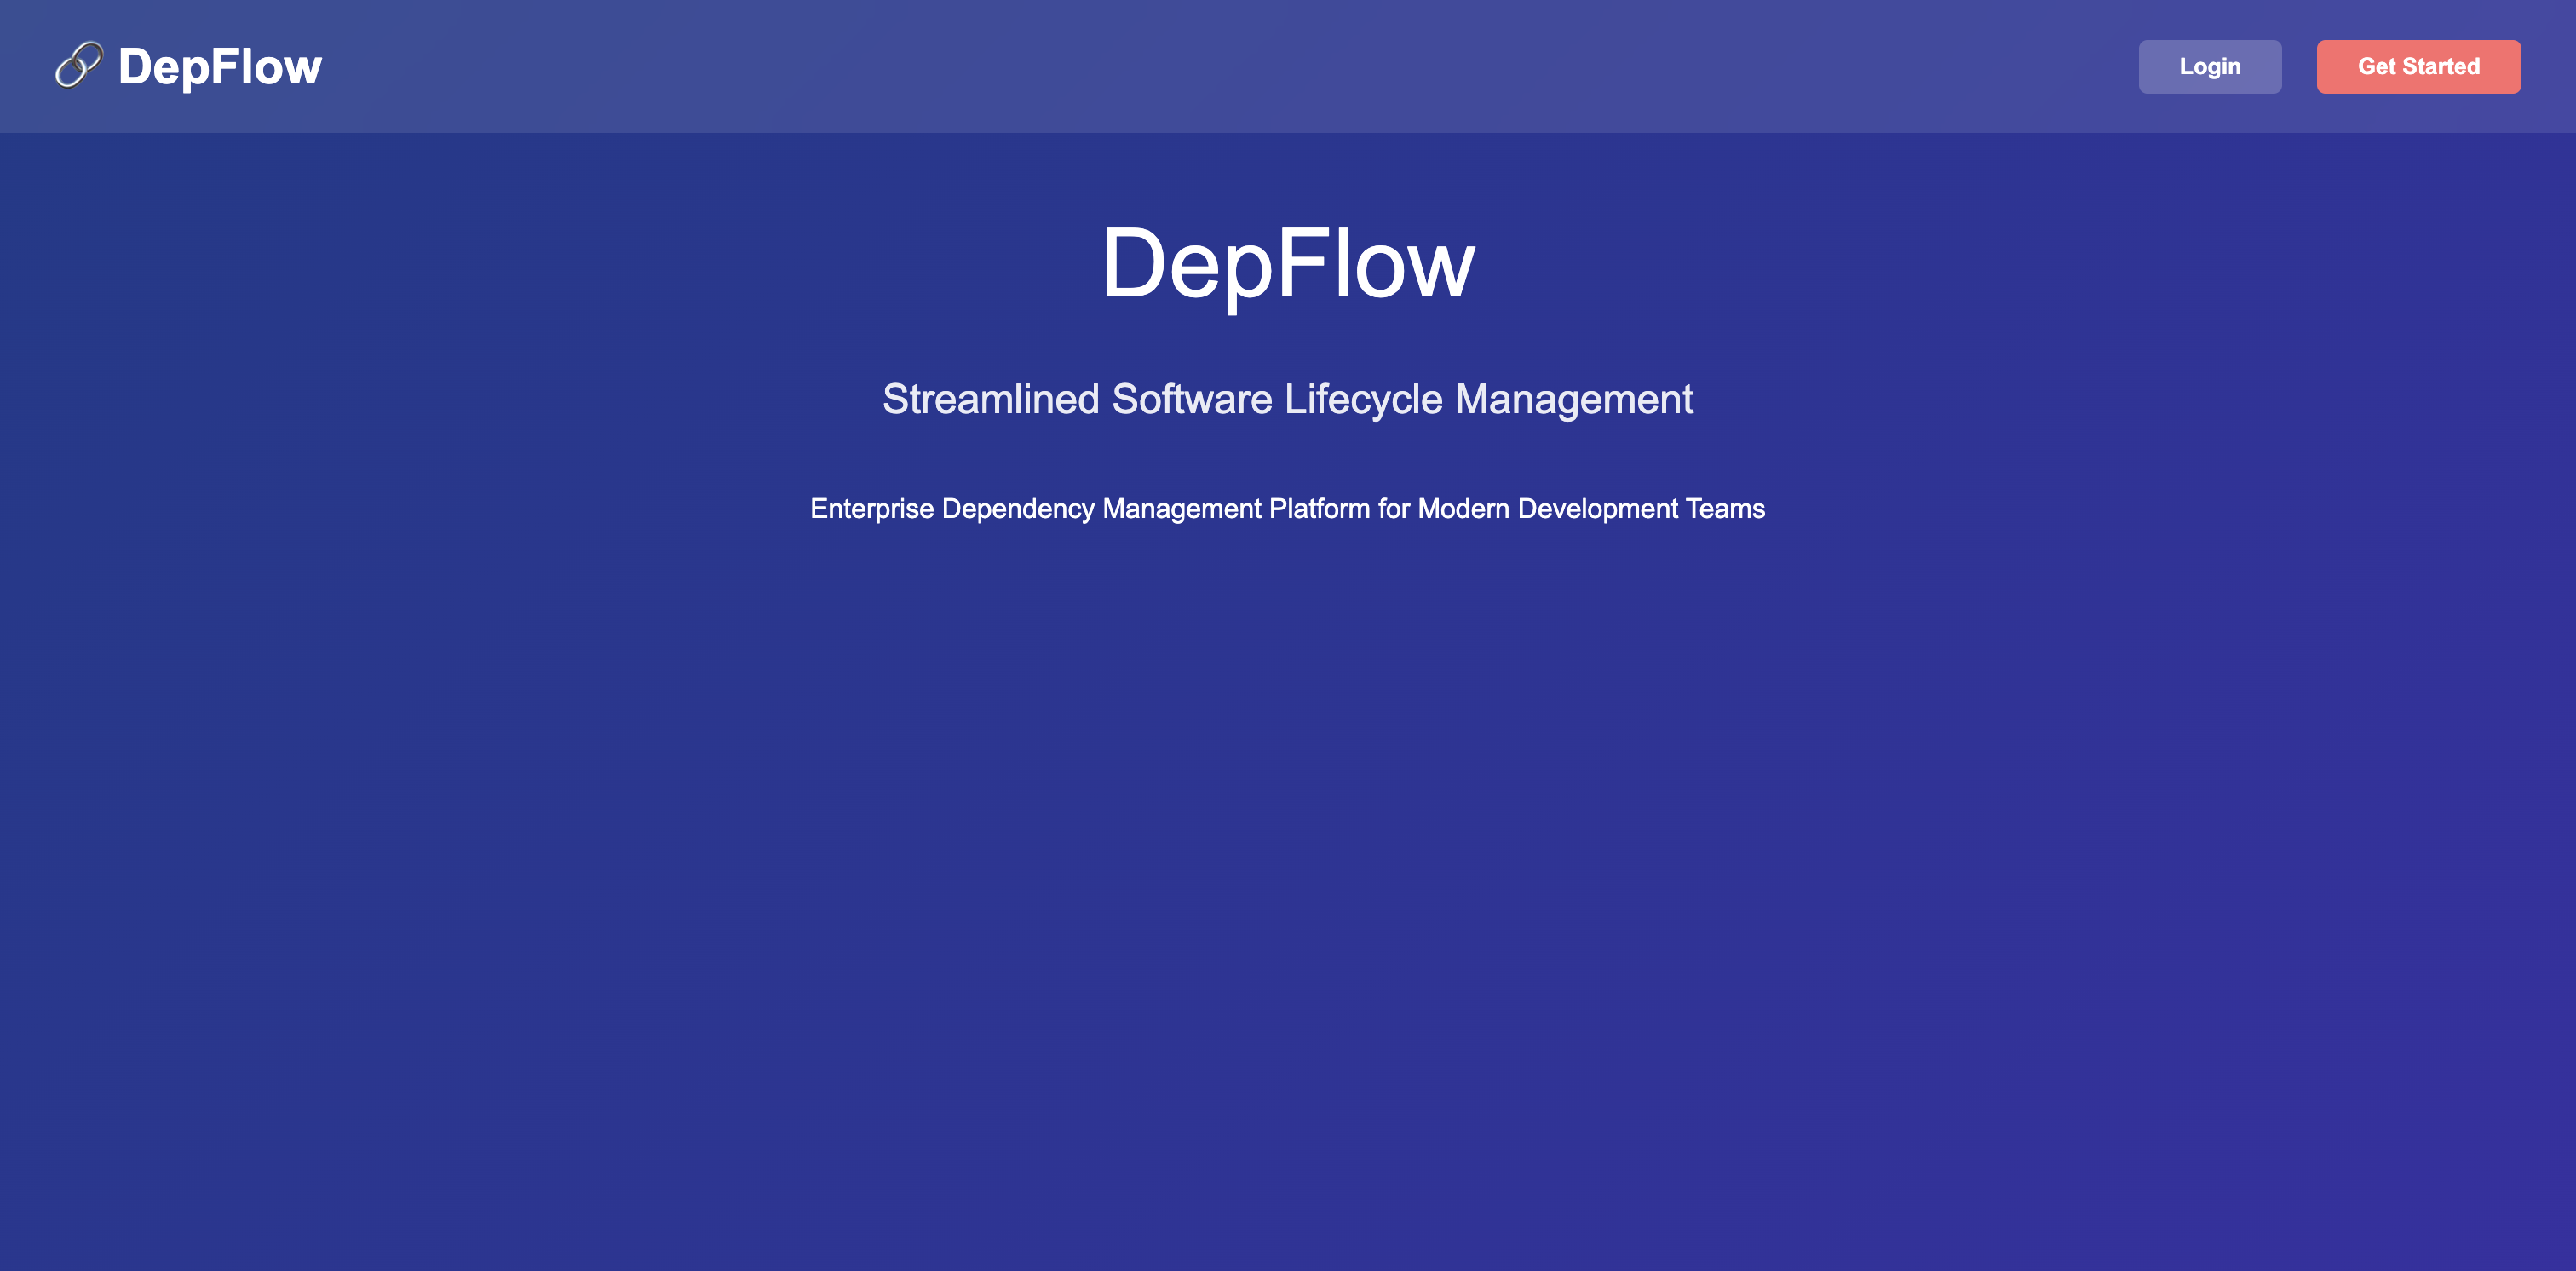 DepFlow
Login
Get Started
DepFlow
Streamlined Software Lifecycle Management
Enterprise Dependency Management Platform for Modern Development Teams